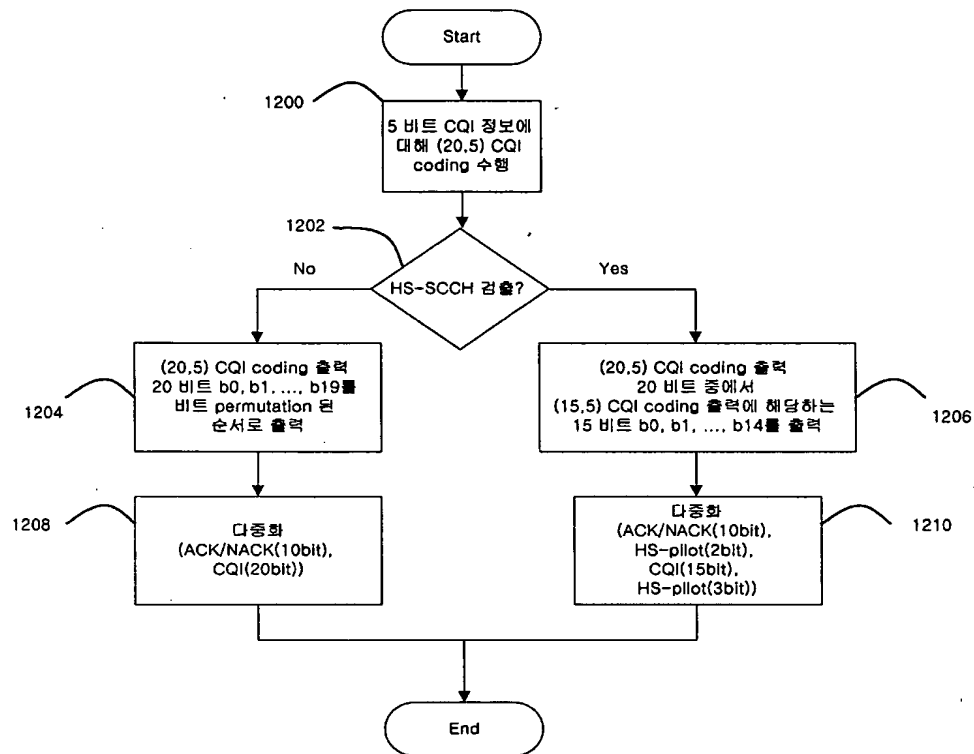 Start
1200
5 비트 CQI 정보에
대해 (20,5) CQI
coding 수행
1202
No
Yes
HS-SCCH 검출?
1204
(20,5) CQI coding 출력
20 비트 b0, b1, ..., b19를
비트 permutation 된
순서로 출력
(20,5) CQI coding 출력
20 비트 중에서
(15,5) CQI coding 출력에 해당하는
15 비트 b0, b1, ..., b14를 출력
1206
1208
다중화
(ACK/NACK(10bit),
CQI(20bit))
다중화
(ACK/NACK(10bit),
HS-pilot(2bit),
CQI(15bit),
HS-pilot(3bit))
1210
End